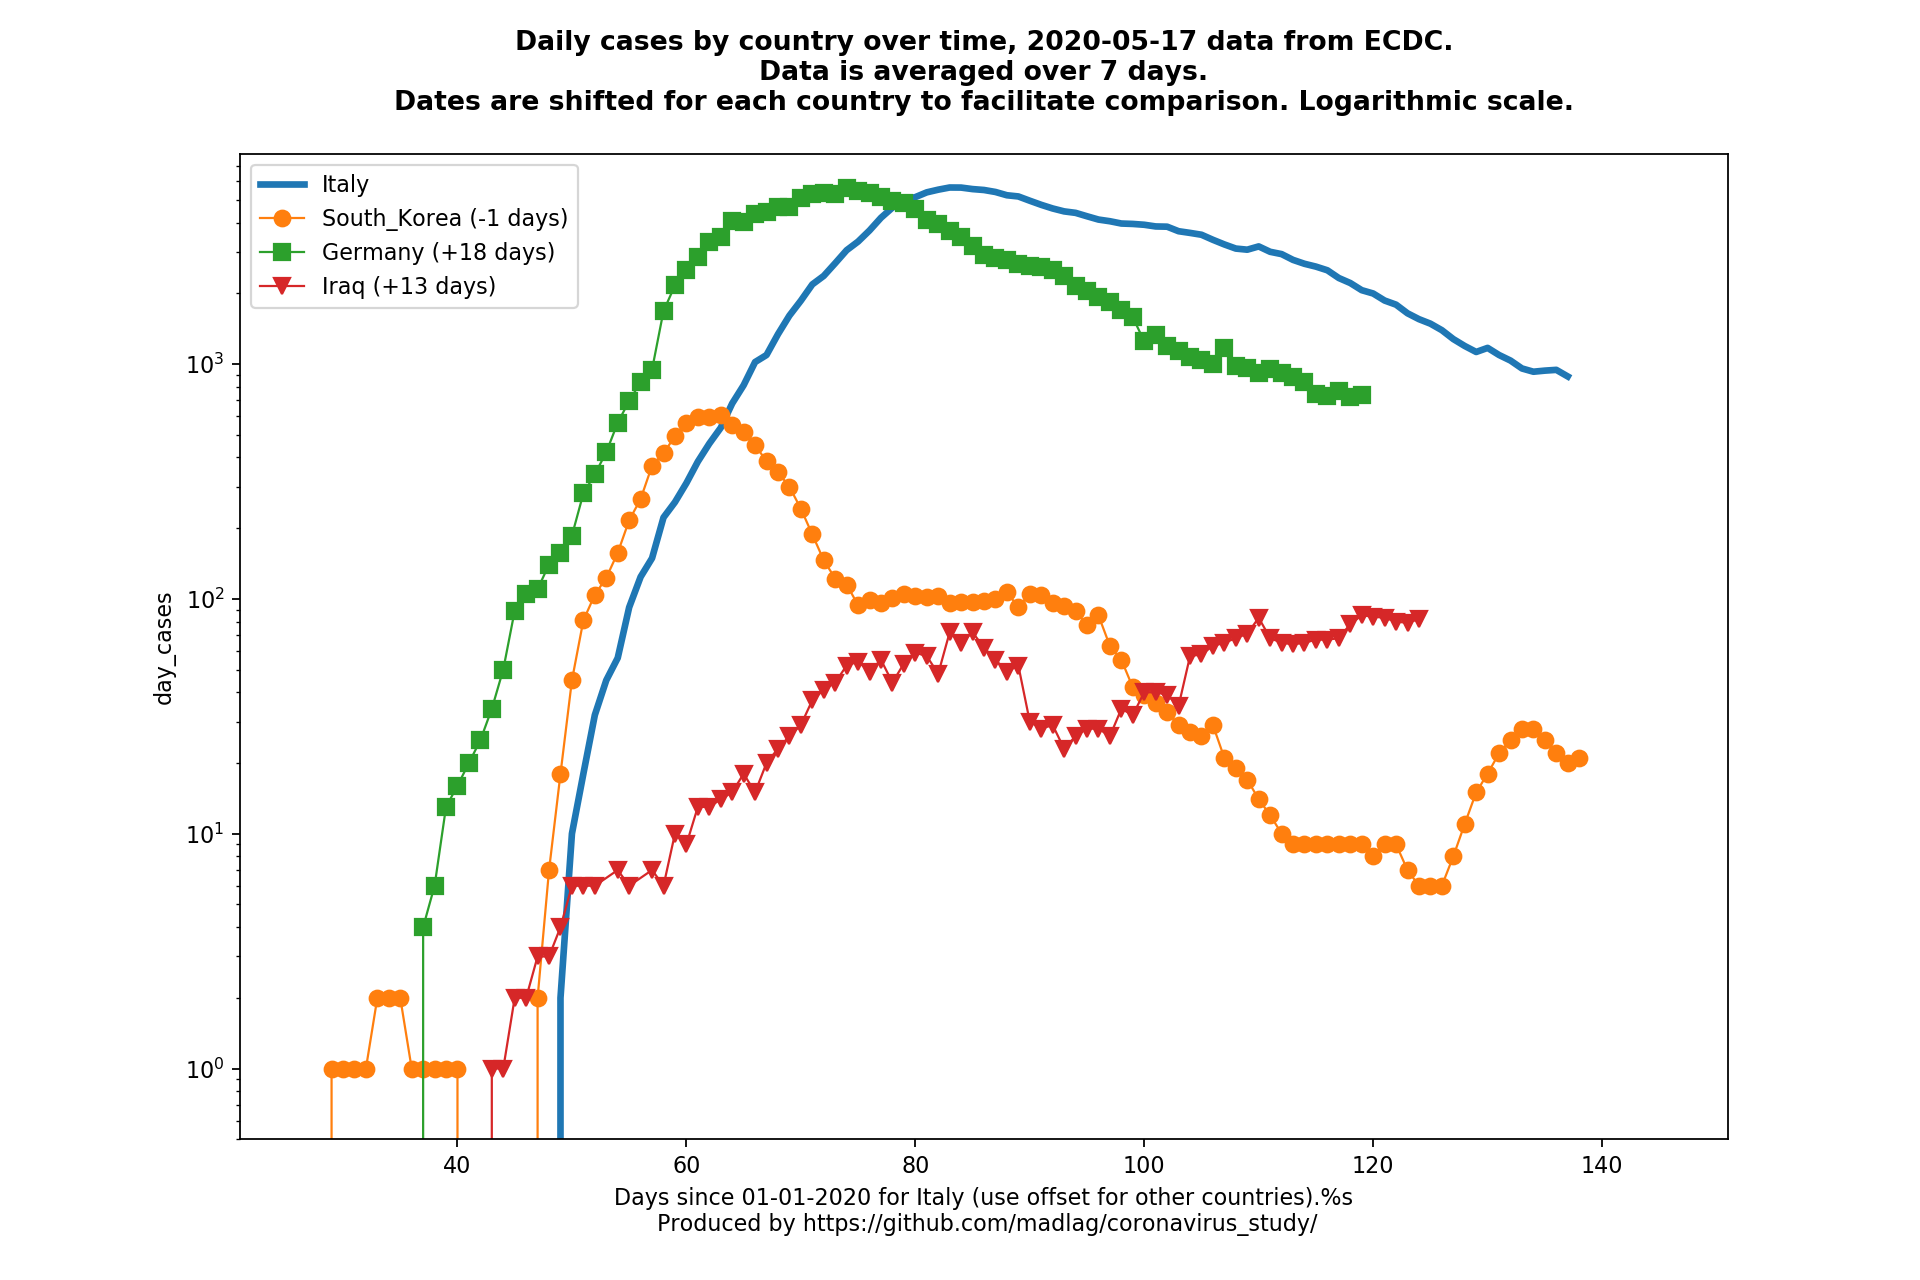 Daily cases by country over time, 2020-05-17 data from ECDC.
Data is averaged over 7 days.
Dates are shifted for each country to facilitate comparison. Logarithmic scale.
Italy
South_Korea (-1 days)
Germany (+18 days)
Iraq (+13 days)
day_cases
10³
10²
10¹
10⁰
40 60 80 100 120 140
Days since 01-01-2020 for Italy (use offset for other countries).%s
Produced by https://github.com/madlag/coronavirus_study/